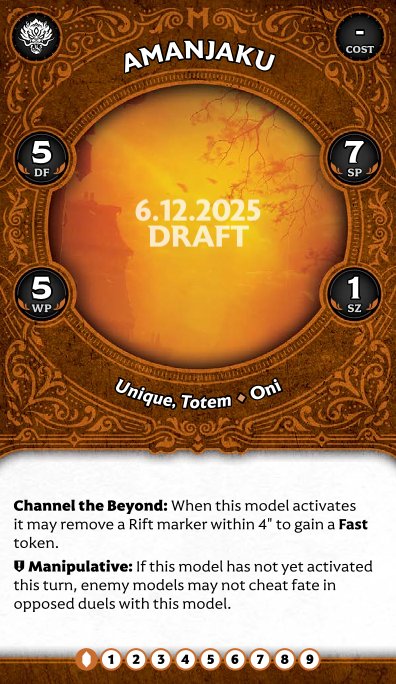 AMANJAKU
-
COST
5
DF
7
SP
6.12.2025
DRAFT
5
WP
1
SZ
Unique, Totem ◆ Oni
Channel the Beyond: When this model activates
it may remove a Rift marker within 4" to gain a Fast
token.
Manipulative: If this model has not yet activated
this turn, enemy models may not cheat fate in
opposed duels with this model.
1 2 3 4 5 6 7 8 9